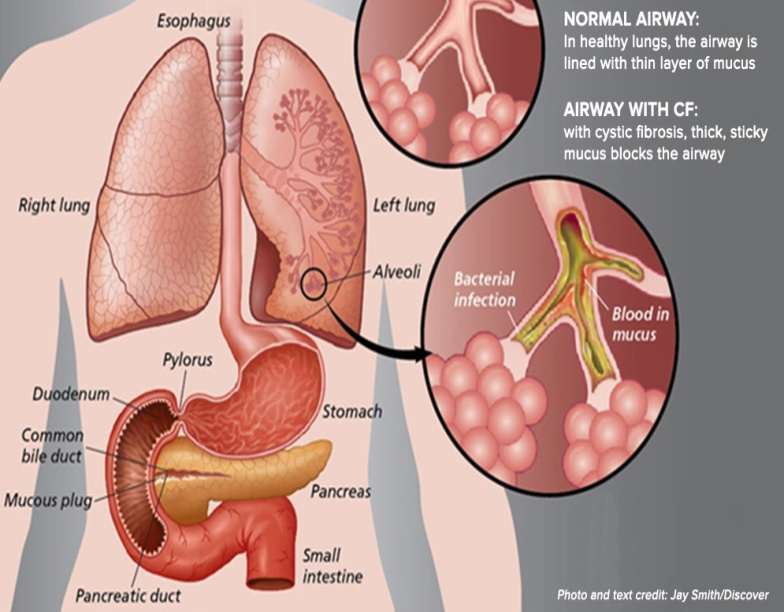 Esophagus
NORMAL AIRWAY:
In healthy lungs, the airway is
lined with thin layer of mucus
AIRWAY WITH CF:
with cystic fibrosis, thick, sticky
mucus blocks the airway
Right lung
Left lung
Alveoli
Bacterial
infection
Blood in
mucus
Pylorus
Duodenum
Stomach
Common
bile duct
Mucous plug
Pancreas
Small
intestine
Pancreatic duct
Photo and text credit: Jay Smith/Discover